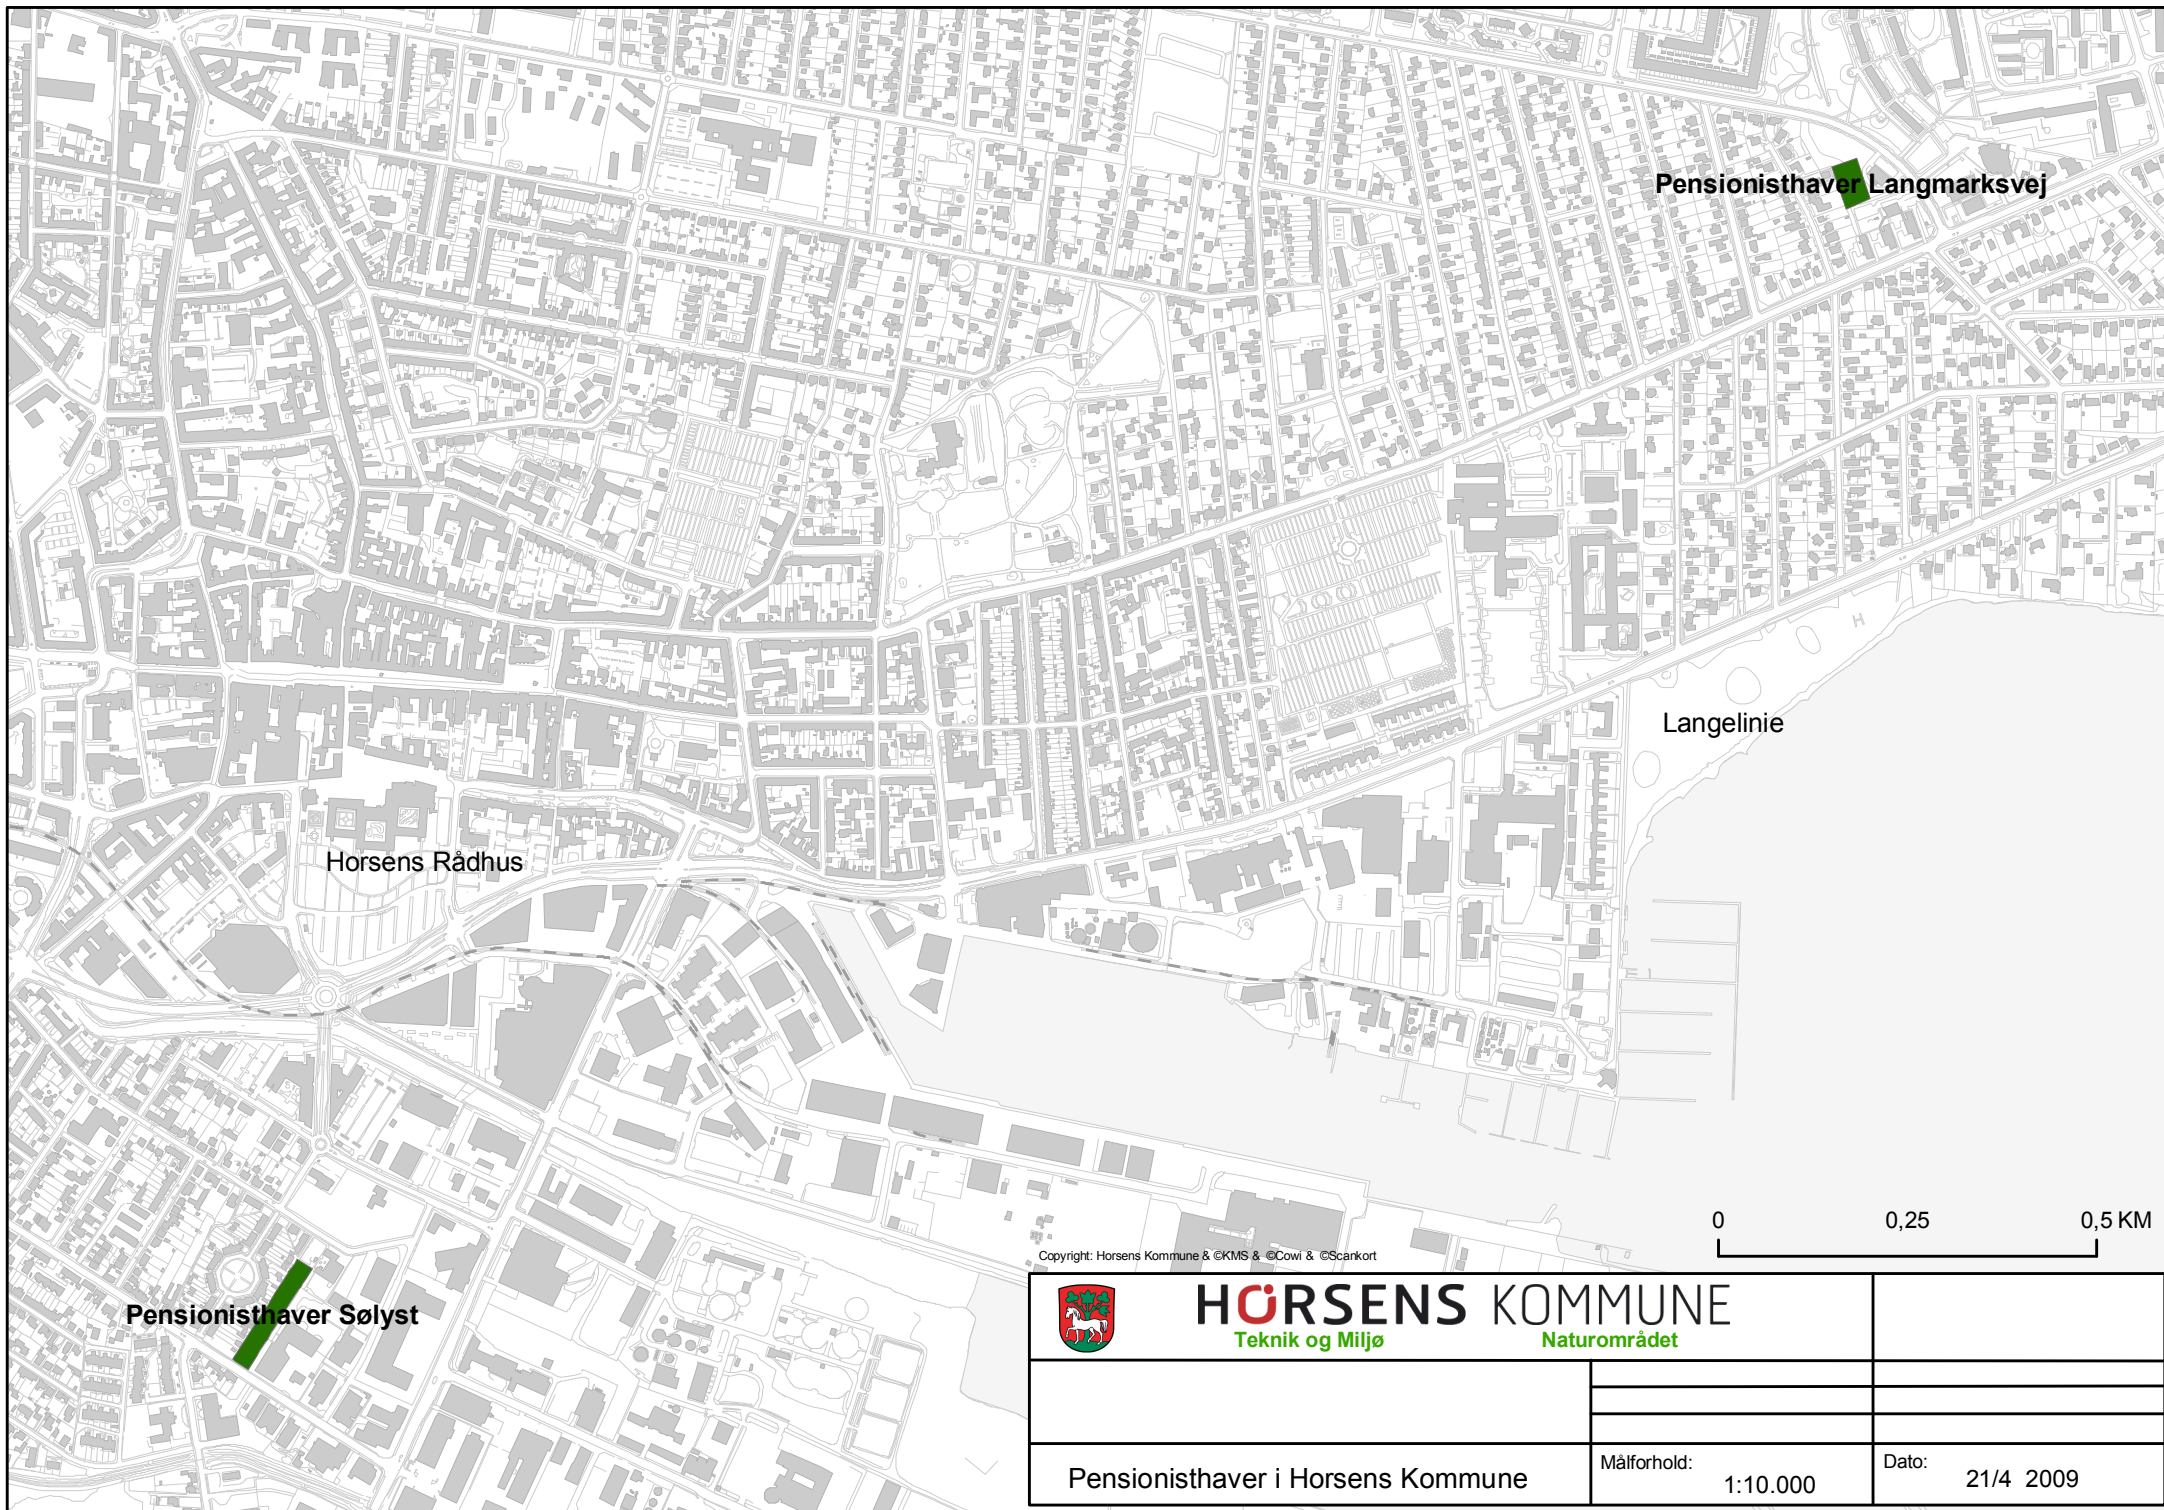 Pensionisthaver Langmarksvej
Langelinie
Horsens Rådhus
0 0,25 0,5 KM
Copyright: Horsens Kommune & ©KMS & ©Cowi & ©Scankort
Pensionisthaver Sølyst
HORSENS KOMMUNE
Teknik og Miljø Naturområdet
Pensionisthaver i Horsens Kommune
Målforhold:
1:10.000
Dato:
21/4 2009